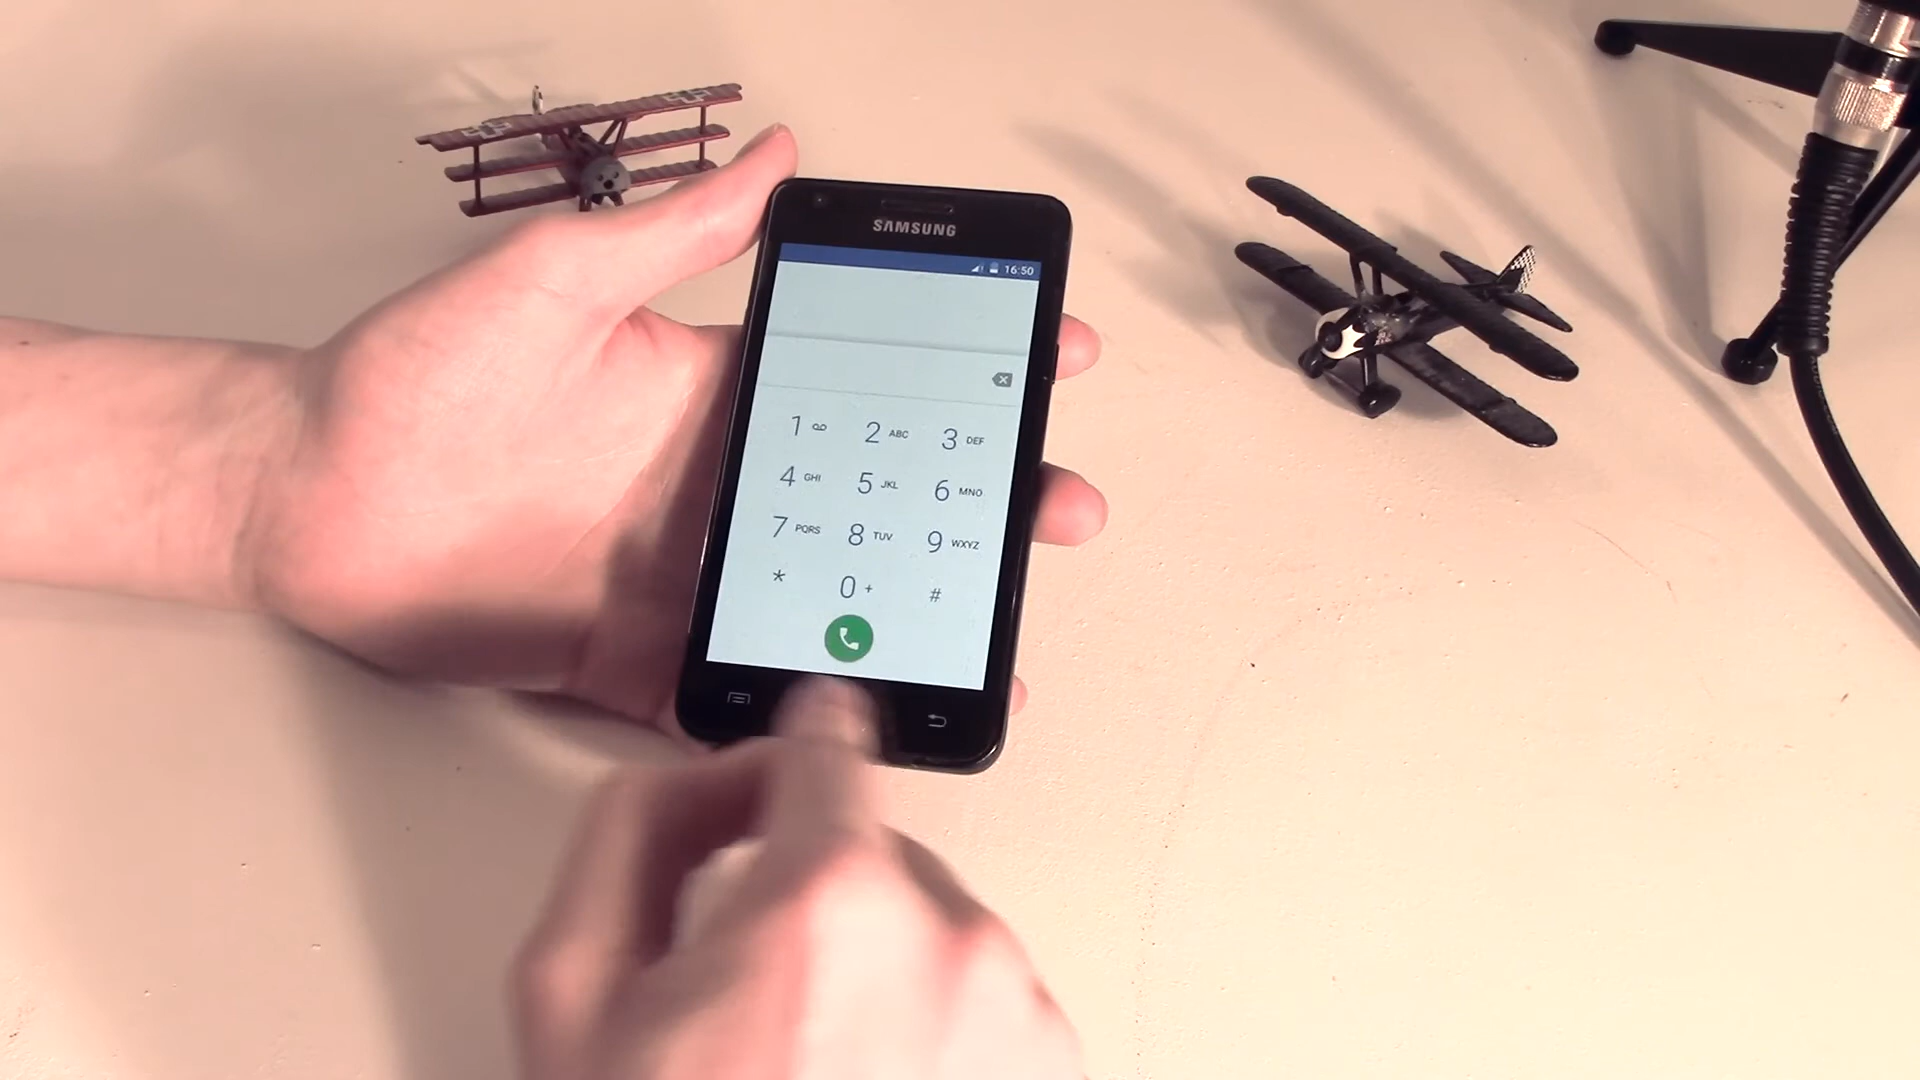 SAMSUNG
16:50
1 2 ABC 3 DEF
4 GHI 5 JKL 6 MNO
7 PQRS 8 TUV 9 WXYZ
* 0 + #